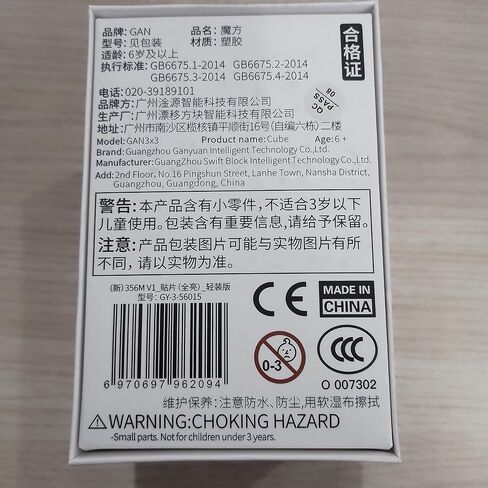 品牌: GAN 品名: 魔方
型号: 见包装 材质: 塑胶
适龄: 6岁及以上
执行标准: GB6675.1-2014 GB6675.2-2014
GB6675.3-2014 GB6675.4-2014
电话: 020-39189101
品牌方: 广州淦源智能科技有限公司
生产厂: 广州漂移方块智能科技有限公司
地址: 广州市南沙区榄核镇平顺街16号(自编六栋)二楼
合格证
QC
PASS
08
Model: GAN3x3 Product name: Cube Age: 6 +
Brand: Guangzhou Ganyuan Intelligent Technology Co.,Ltd.
Manufacturer: Guangzhou Swift Block Intelligent Technology Co.,Ltd.
Add: 2nd Floor, No.16 Pingshun Street, Lanhe Town, Nansha District,
Guangzhou, Guangdong, China
警告: 本产品含有小零件, 不适合3岁以下
儿童使用。包装含有重要信息, 请给予保留。
注意: 产品包装图片可能与实物图片有所
不同, 请以实物为准。
(新) 356M V1_贴片(全亮)_轻装版
型号: GY-3-56015
6 970697 962094
CE
MADE IN
CHINA
0-3
CCC
O 007302
维护保养: 注意防水、防尘, 用软湿布擦拭
WARNING: CHOKING HAZARD
-Small parts. Not for children under 3 years.